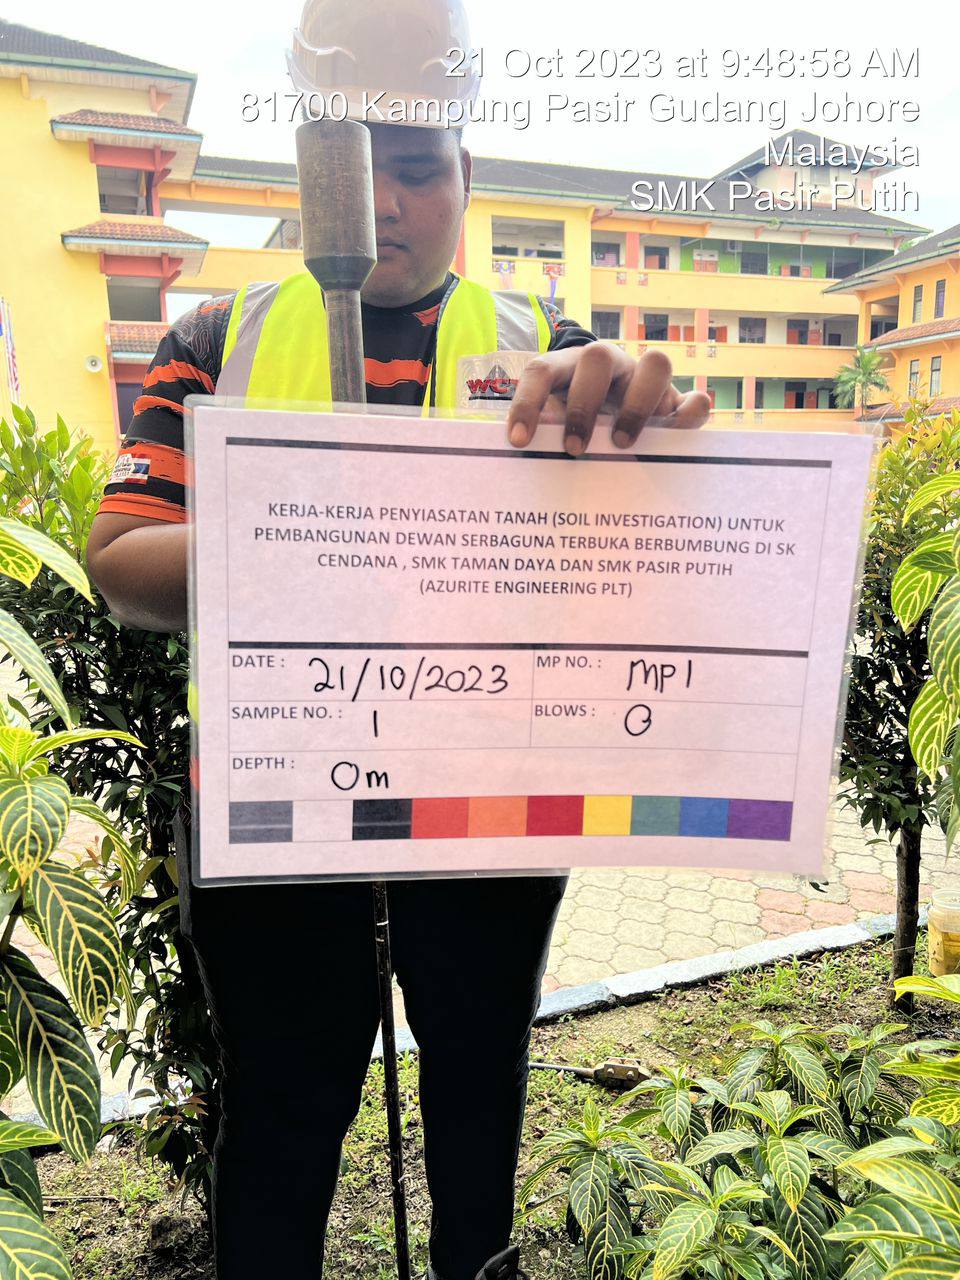 21 Oct 2023 at 9:48:58 AM
81700 Kampung Pasir Gudang Johore
Malaysia
SMK Pasir Putih
WCT
KERJA-KERJA PENYIASATAN TANAH (SOIL INVESTIGATION) UNTUK
PEMBANGUNAN DEWAN SERBAGUNA TERBUKA BERBUMBUNG DI SK
CENDANA , SMK TAMAN DAYA DAN SMK PASIR PUTIH
(AZURITE ENGINEERING PLT)
DATE : 21/10/2023 MP NO. : MP1
SAMPLE NO. : 1 BLOWS : 0
DEPTH : 0m